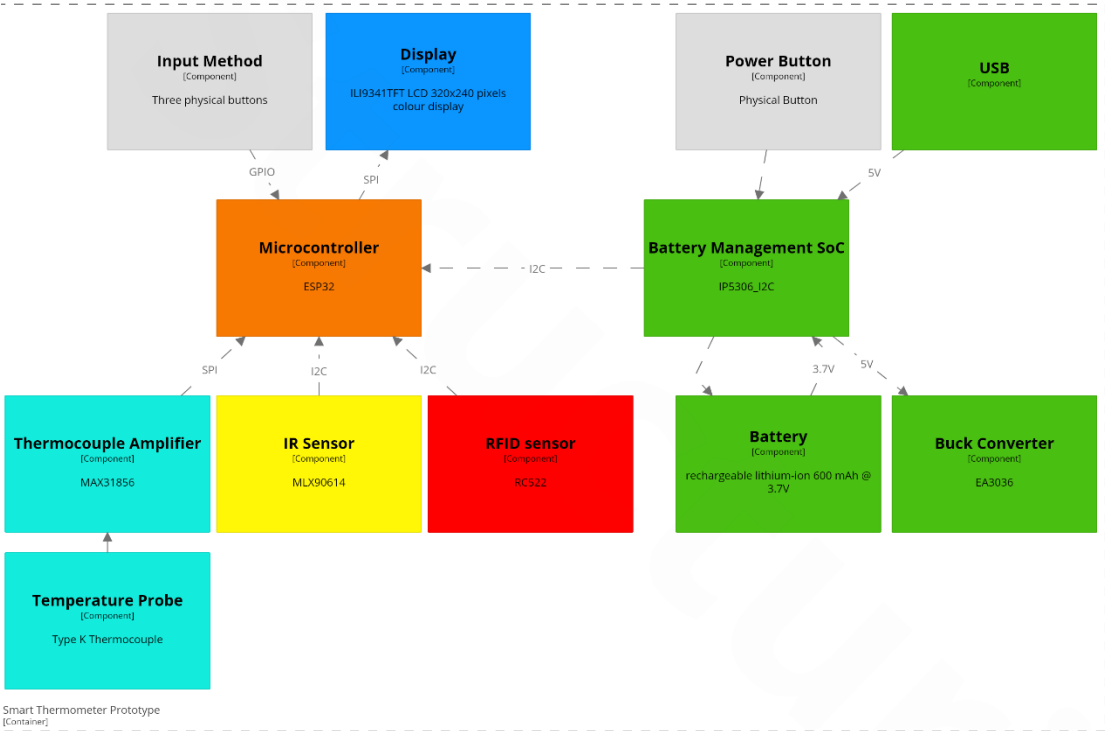 Input Method
[Component]
Three physical buttons
Display
[Component]
ILI9341TFT LCD 320x240 pixels
colour display
Power Button
[Component]
Physical Button
USB
[Component]
GPIO
SPI
5V
Microcontroller
[Component]
ESP32
I2C
Battery Management SoC
[Component]
IP5306_I2C
SPI
I2C
I2C
3.7V
5V
Thermocouple Amplifier
[Component]
MAX31856
IR Sensor
[Component]
MLX90614
RFID sensor
[Component]
RC522
Battery
[Component]
rechargeable lithium-ion 600 mAh @
3.7V
Buck Converter
[Component]
EA3036
Temperature Probe
[Component]
Type K Thermocouple
Smart Thermometer Prototype
[Container]